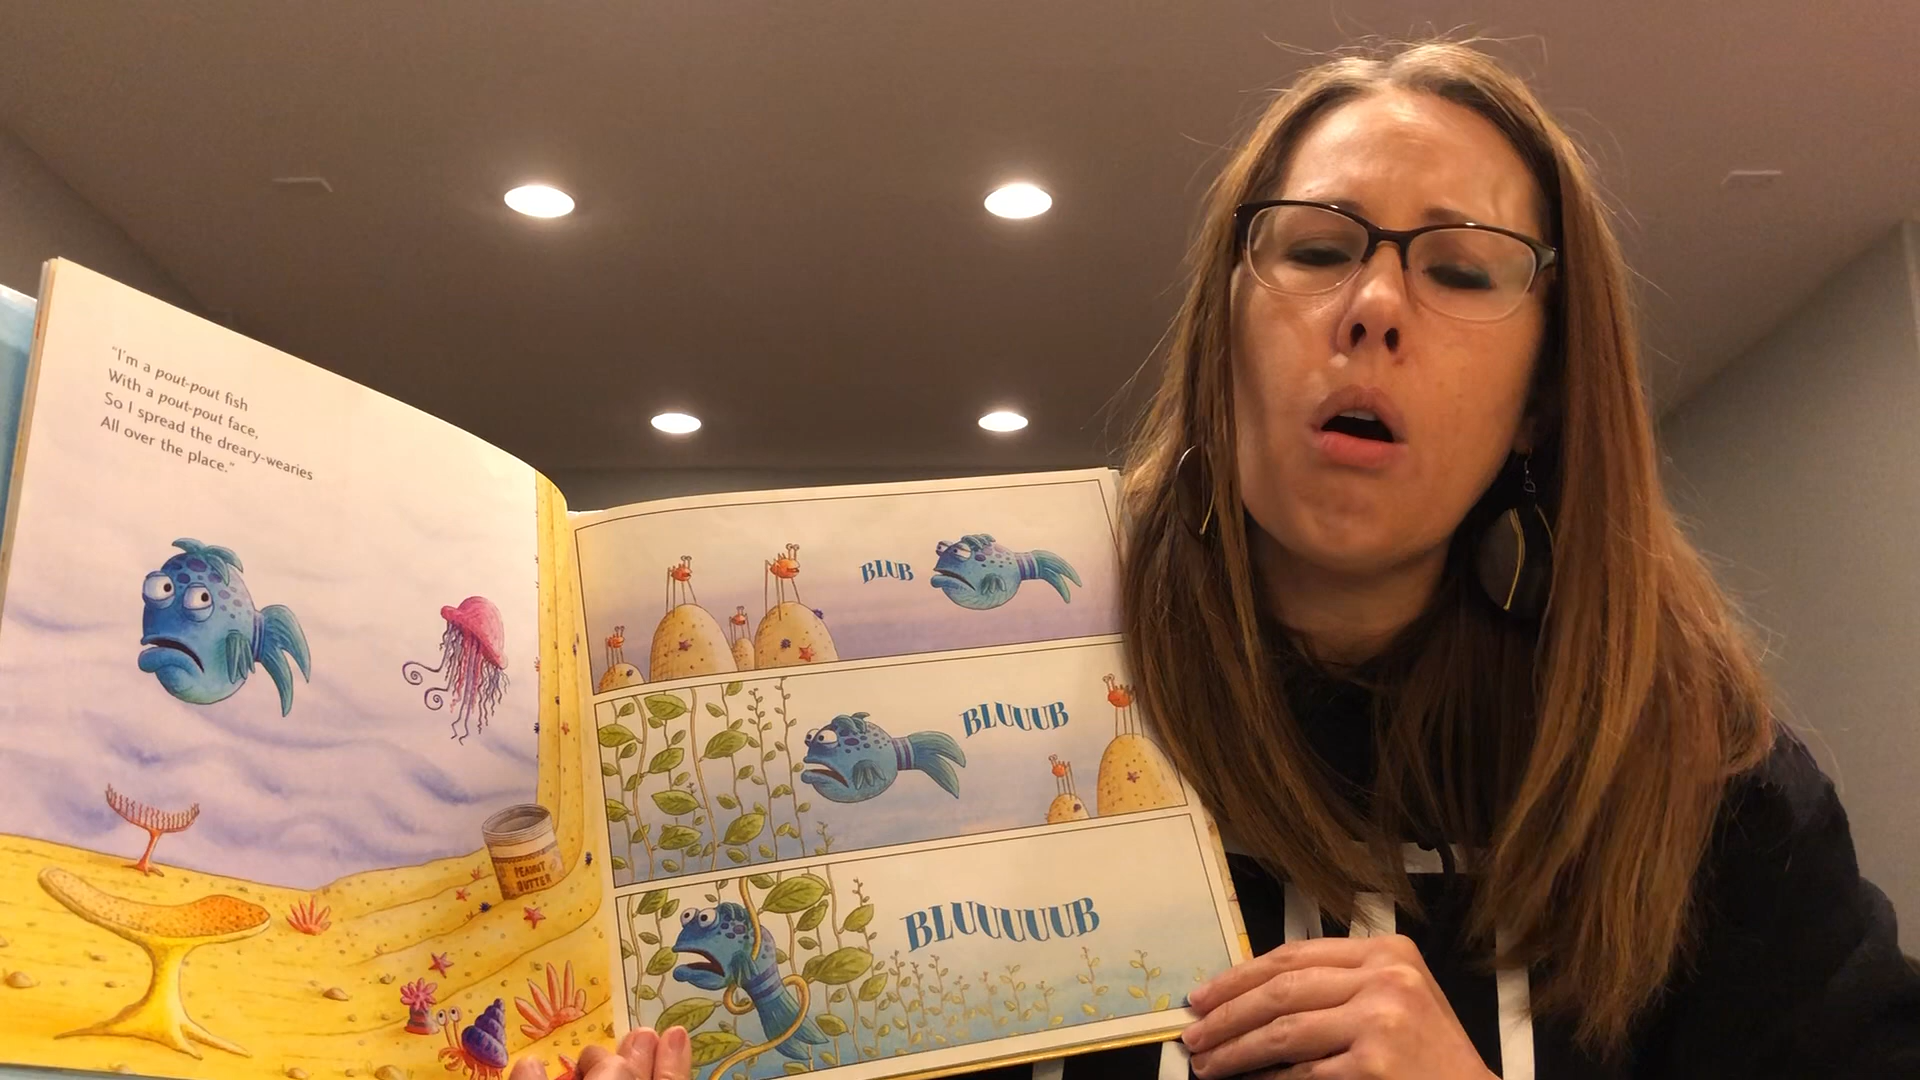 "I'm a pout-pout fish
With a pout-pout face,
So I spread the dreary-wearies
All over the place."
PEANUT
BUTTER
BLUB
BLUUUB
BLUUUUUB